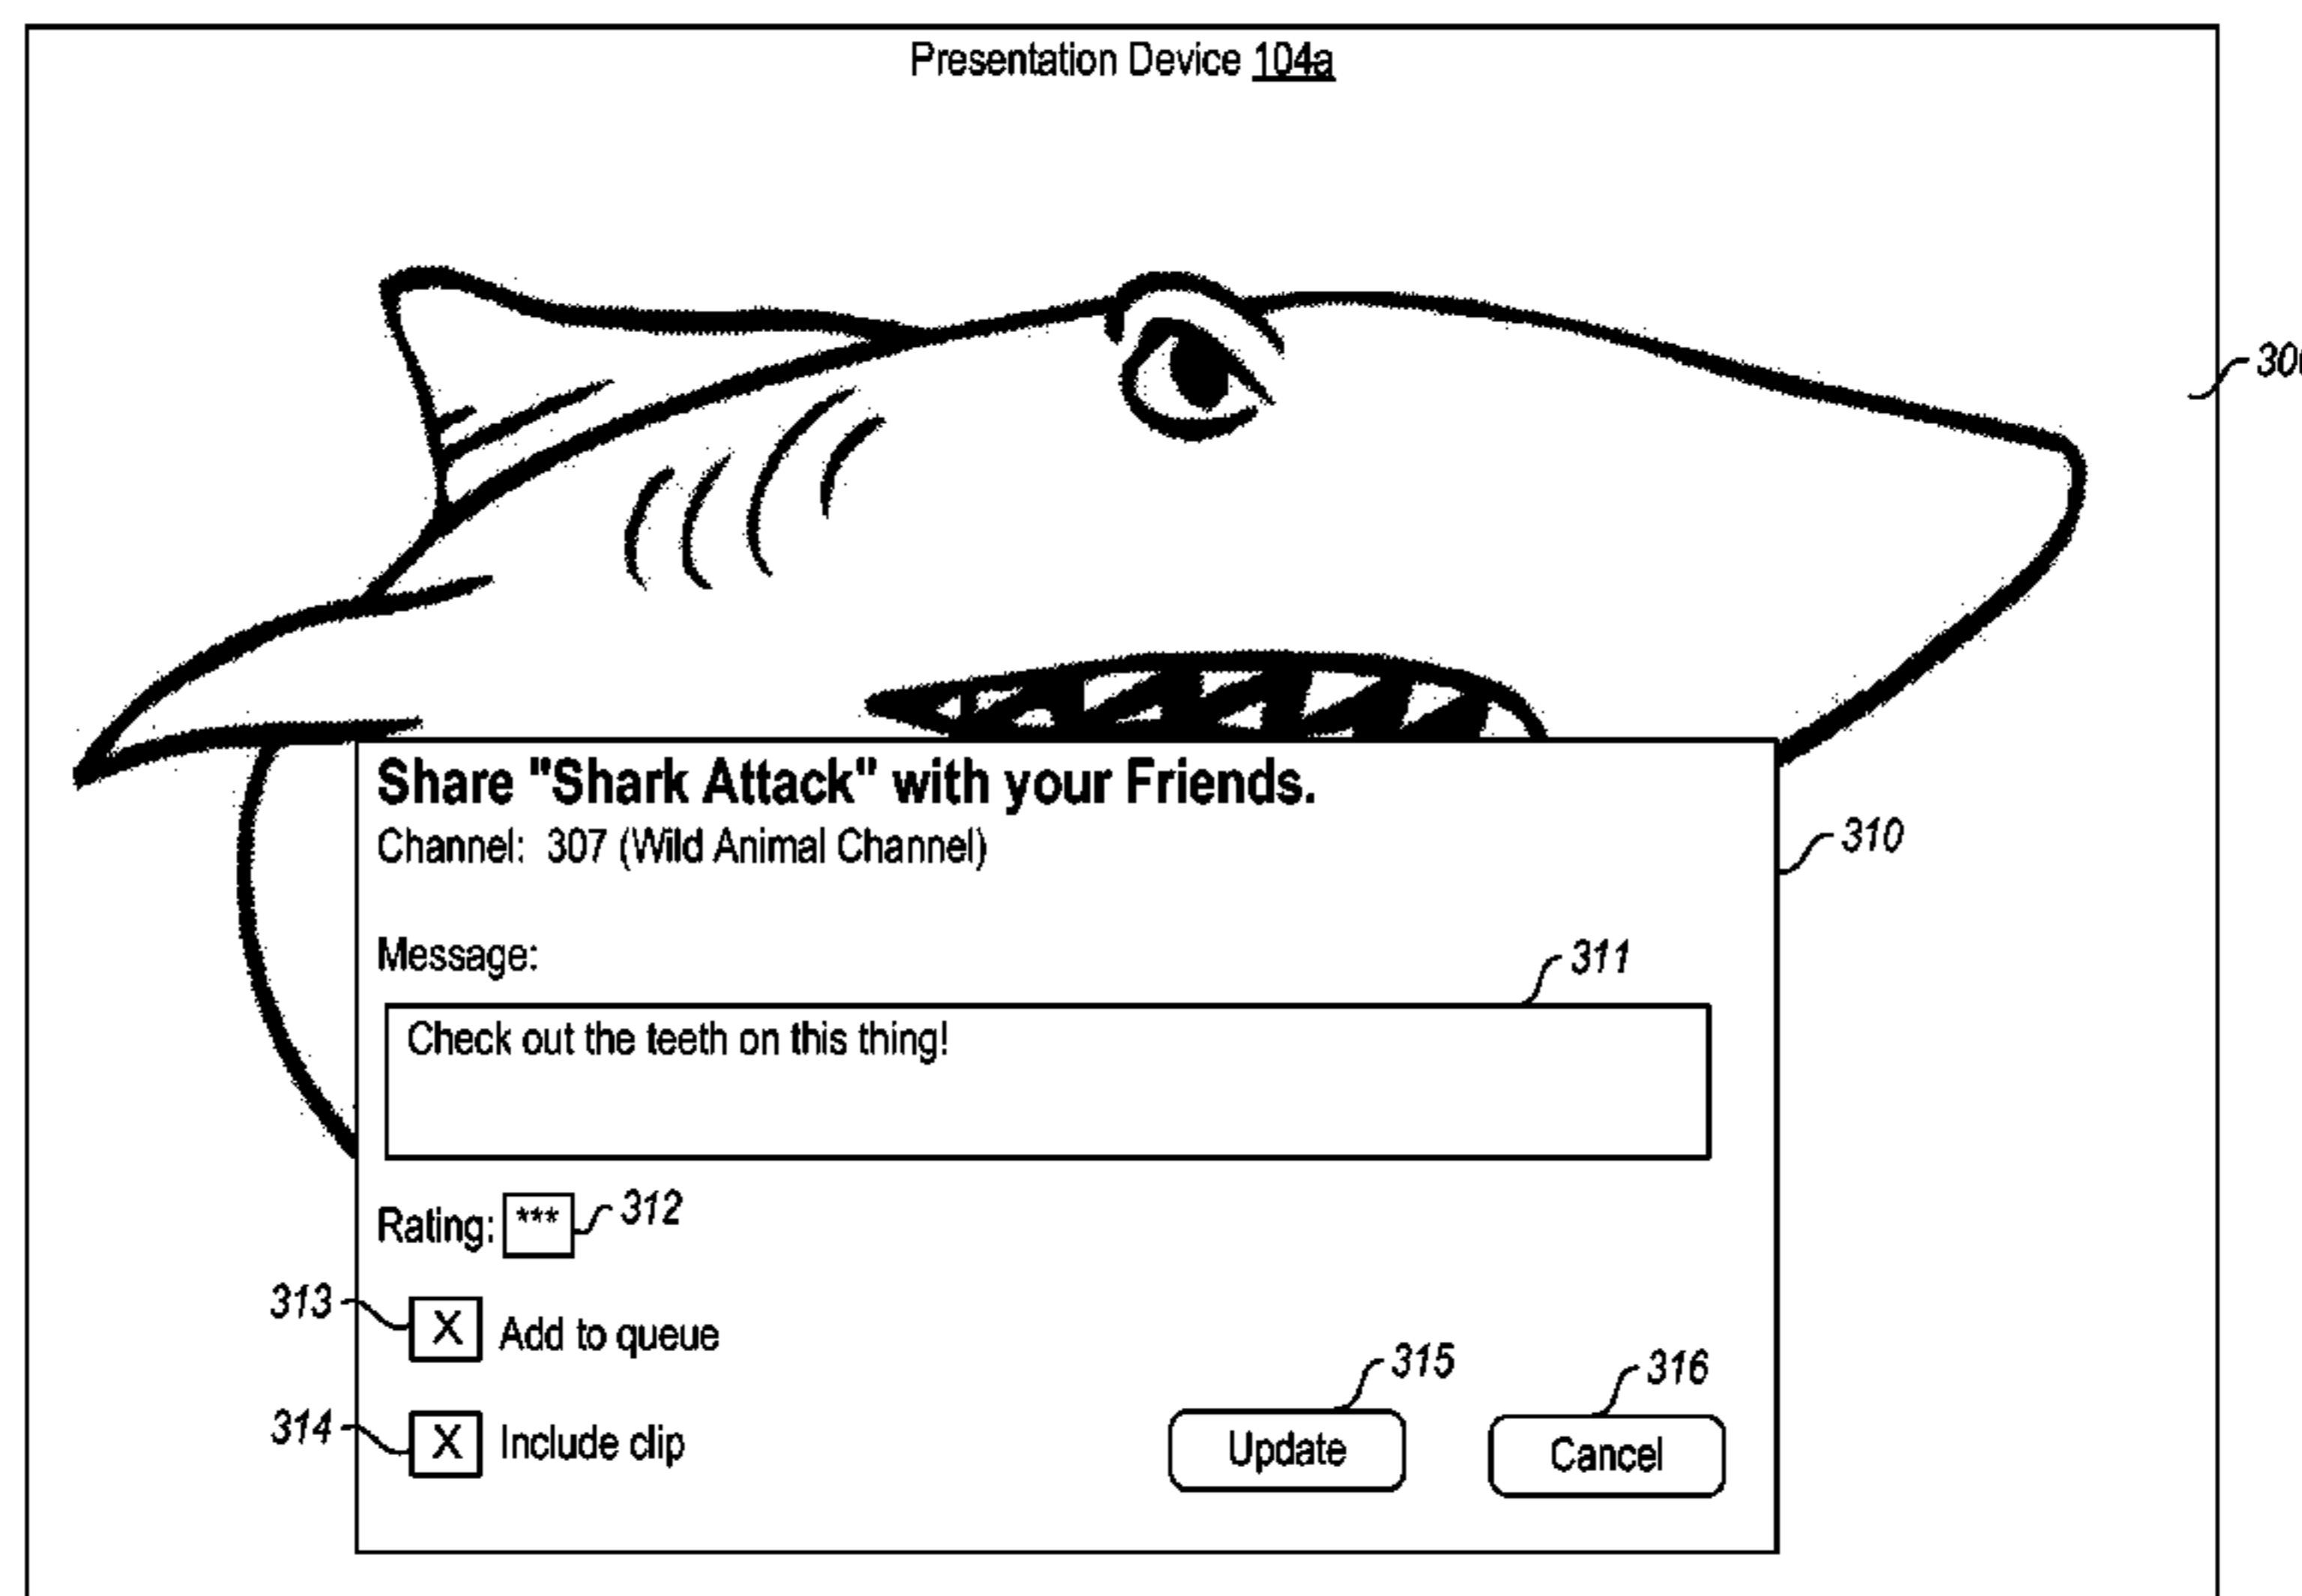 Presentation Device 104a
Share "Shark Attack" with your Friends.
Channel: 307 (Wild Animal Channel)
310
Message:
311
Check out the teeth on this thing!
Rating: *** 312
313 X Add to queue
315
316
314 X Include clip
Update
Cancel